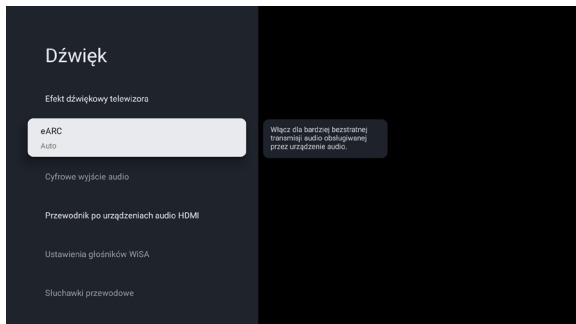 Dźwięk
Efekt dźwiękowy telewizora
eARC
Auto
Włącz dla bardziej bezstratnej
transmisji audio obsługiwanej
przez urządzenie audio.
Cyfrowe wyjście audio
Przewodnik po urządzeniach audio HDMI
Ustawienia głośników WiSA
Słuchawki przewodowe